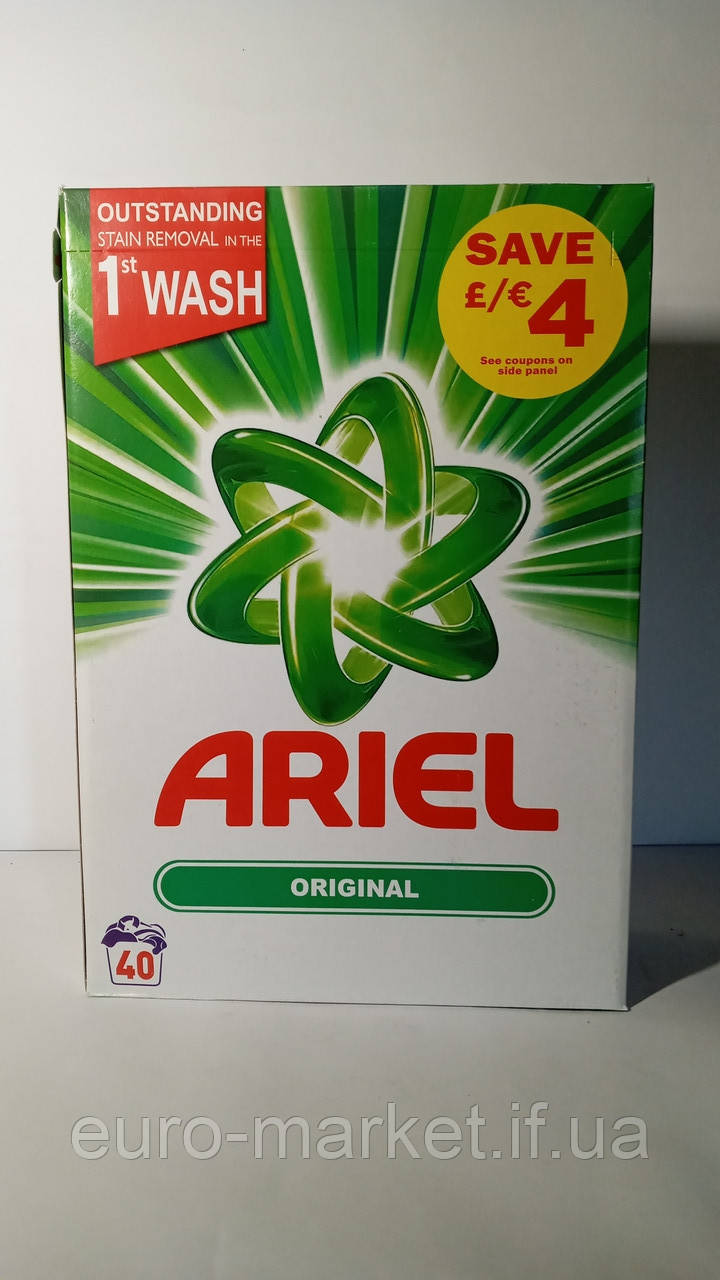 OUTSTANDING
STAIN REMOVAL IN THE
1st WASH
SAVE
£/€4
See coupons on
side panel
ARIEL
ORIGINAL
40
euro-market.if.ua